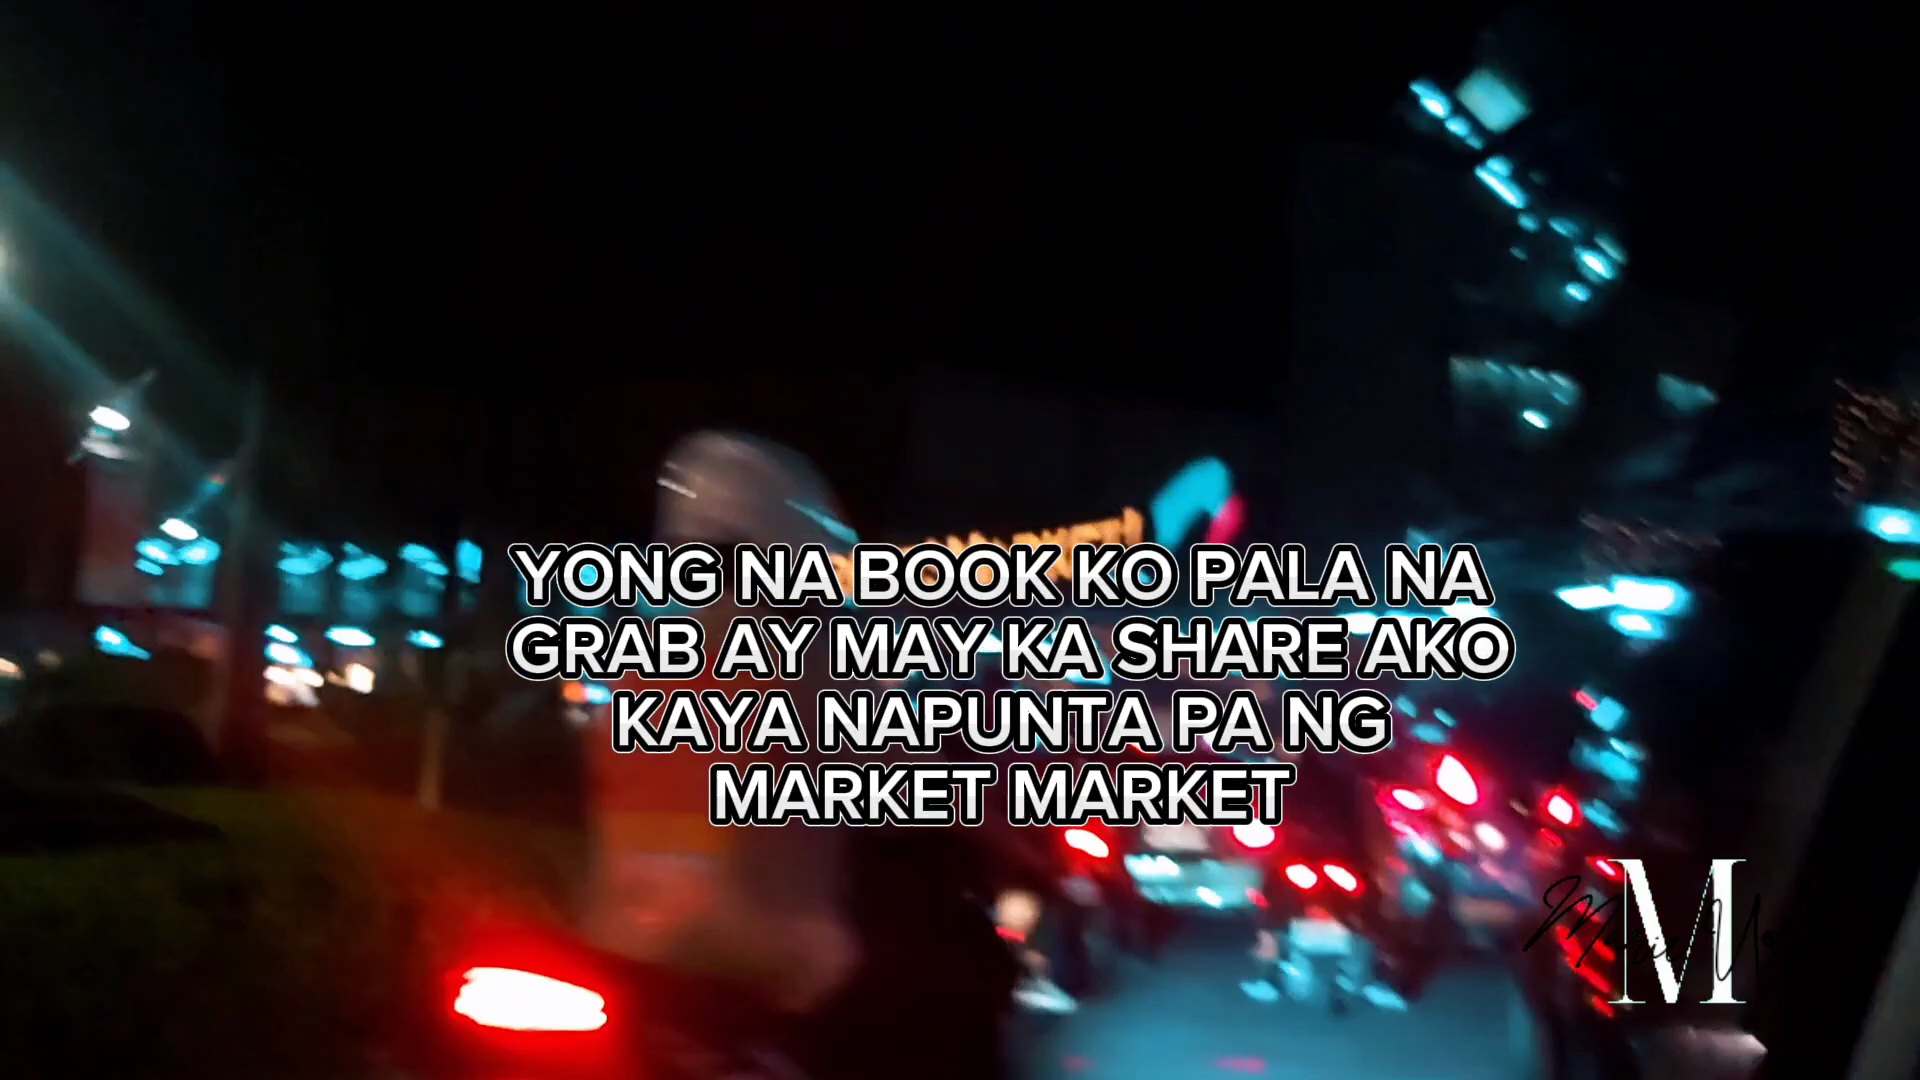 YONG NA BOOK KO PALA NA
GRAB AY MAY KA SHARE AKO
KAYA NAPUNTA PA NG
MARKET MARKET
M